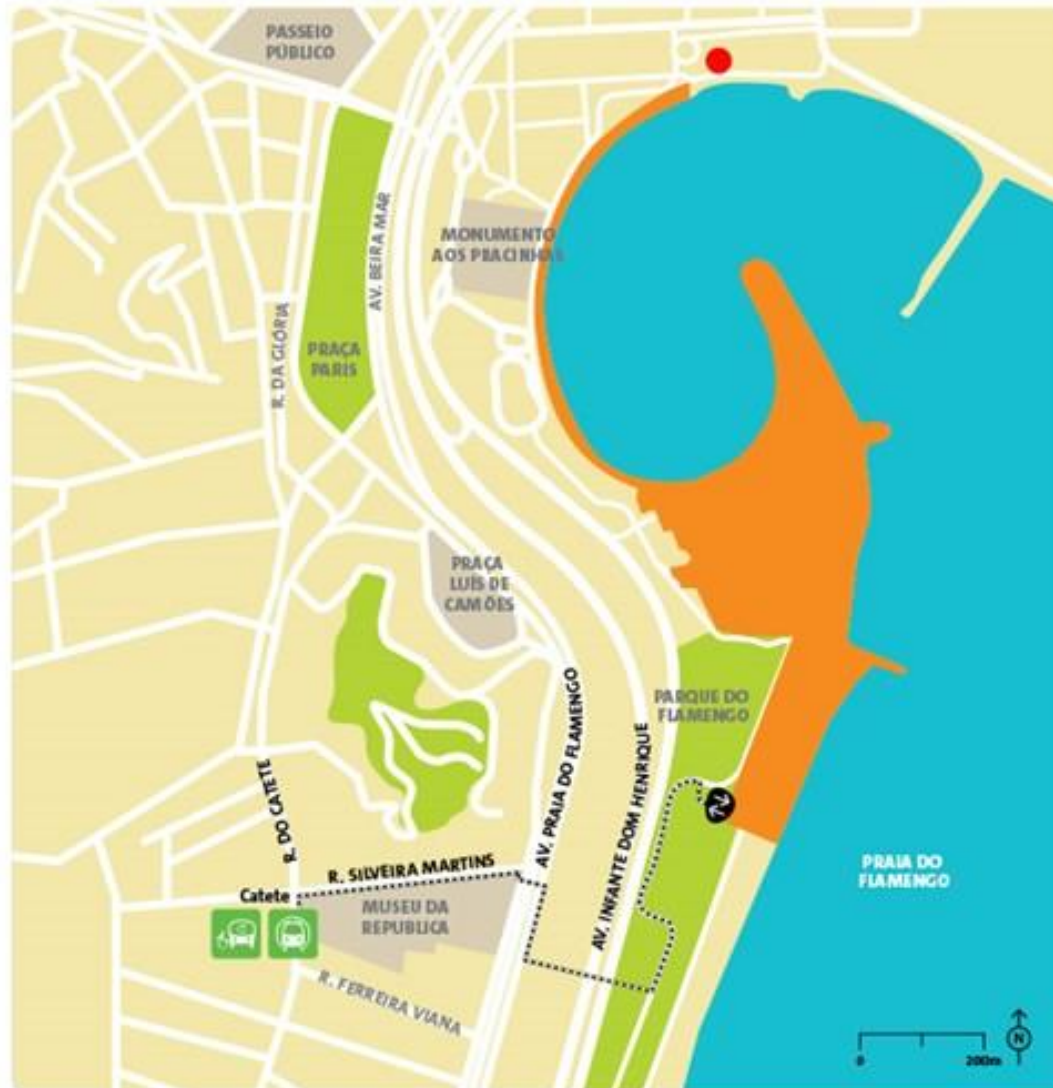 PASSEIO
PÚBLICO
AV. BEIRA MAR
MONUMENTO
AOS PRACINHAS
R. DA GLÓRIA
PRAÇA
PARIS
PRAÇA
LUÍS DE
CAMÕES
PARQUE DO
FLAMENGO
AV. PRAIA DO FLAMENGO
AV. INFANTE DOM HENRIQUE
R. DO CATETE
R. SILVEIRA MARTINS
Catete
MUSEU DA
REPUBLICA
R. FERREIRA VIANA
PRAIA DO
FLAMENGO
N
0
200m